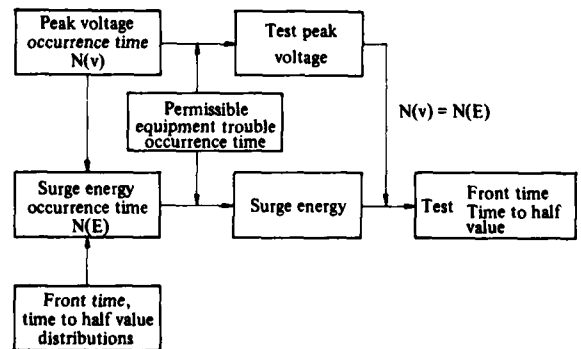 Peak voltage
occurrence time
N(v)
Test peak
voltage
Permissible
equipment trouble
occurrence time
N(v) = N(E)
Surge energy
occurrence time
N(E)
Surge energy
Test
Front time
Time to half
value
Front time,
time to half value
distributions